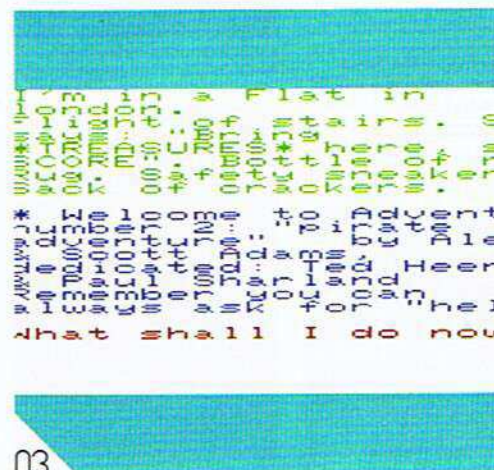 I'm in a Flat in
london.
Flight of stairs. S
says: "Bring
*TREASURES* here, s
SCORE". Bottle of r
Rug. Safety sneaker
Sack of crackers.
* Welcome to Advent
number 2: "pirate
adventure" by Ale
& Scott Adams,
dedicated: Ted Heer
& Paul Sharland
Remember you can
always ask for "hel
What shall I do now
03